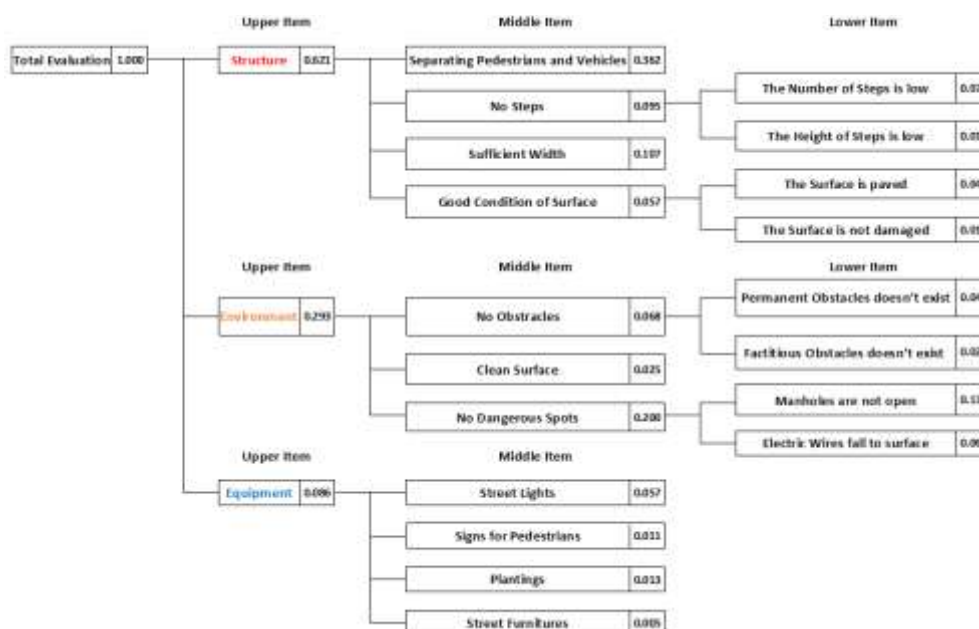 Upper Item Middle Item Lower Item
Total Evaluation 1.000 Structure 0.621 Separating Pedestrians and Vehicles 0.362
The Number of Steps is low
No Steps 0.095
The Height of Steps is low
Sufficient Width 0.107
The Surface is paved
Good Condition of Surface 0.057
The Surface is not damaged
Upper Item Middle Item Lower Item
Permanent Obstacles doesn't exist
Environment 0.293 No Obstracles 0.068
Factitious Obstacles doesn't exist
Clean Surface 0.025
Manholes are not open
No Dangerous Spots 0.200
Electric Wires fall to surface
Upper Item Middle Item
Equipment 0.086 Street Lights 0.057
Signs for Pedestrians 0.011
Plantings 0.013
Street Furnitures 0.005